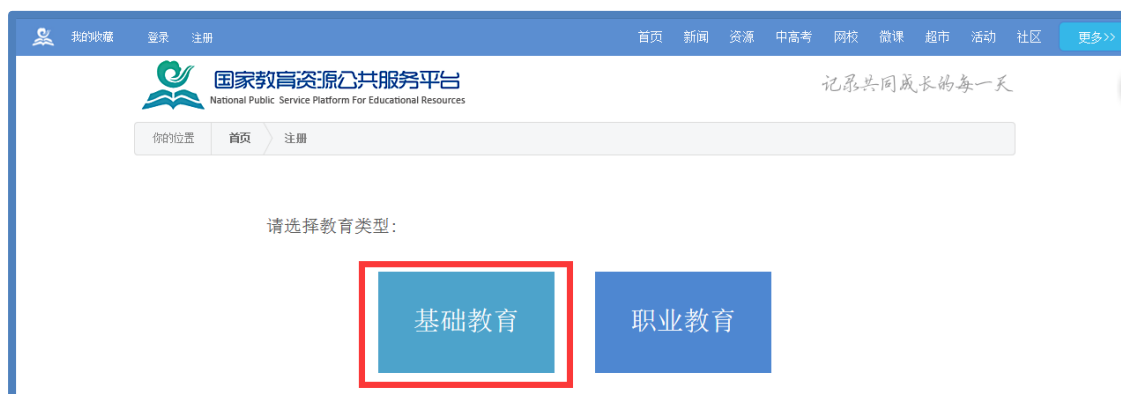 我的收藏 登录 注册 首页 新闻 资源 中高考 网校 微课 超市 活动 社区 更多>>
国家教育资源公共服务平台
National Public Service Platform For Educational Resources
记录共同成长的每一天
你的位置 首页 注册
请选择教育类型:
基础教育 职业教育